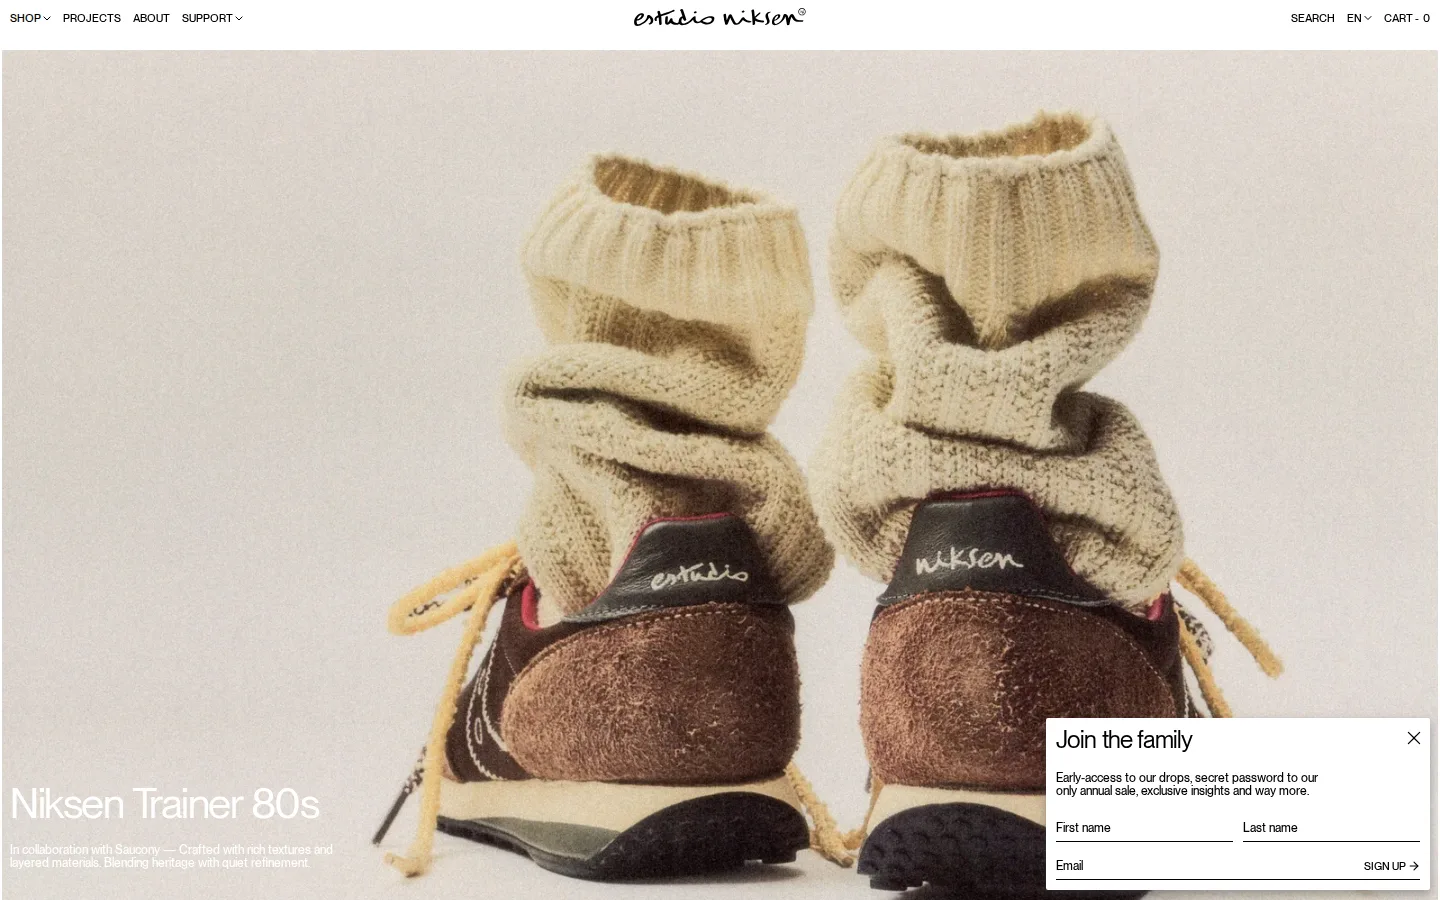 SHOP
PROJECTS
ABOUT
SUPPORT
estudio niksen
SEARCH
EN
CART - 0
estudio
niksen
Niksen Trainer 80s
In collaboration with Saucony — Crafted with rich textures and
layered materials. Blending heritage with quiet refinement.
Join the family
Early-access to our drops, secret password to our
only annual sale, exclusive insights and way more.
First name
Last name
Email
SIGN UP →